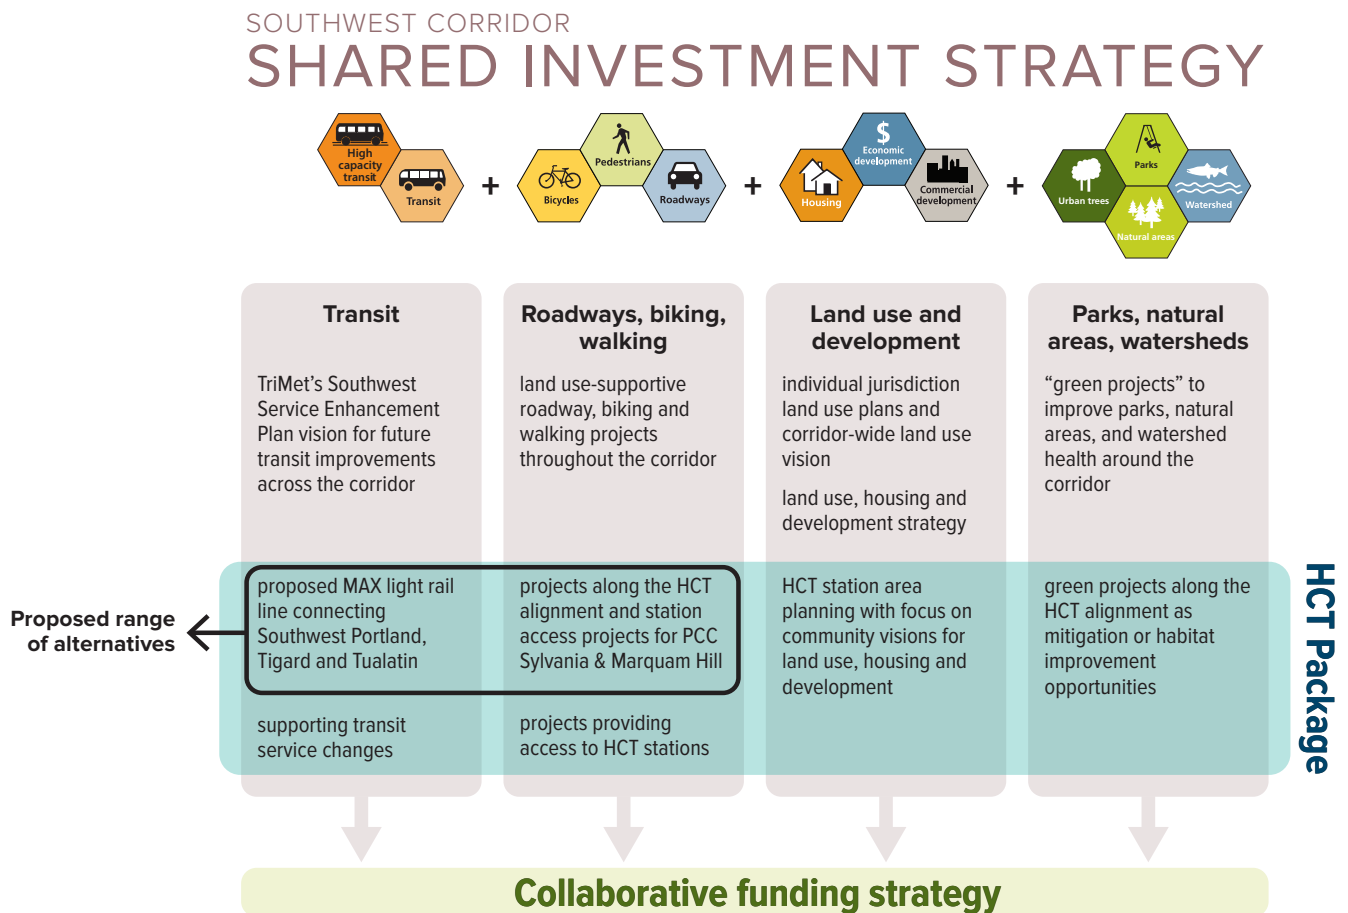 SOUTHWEST CORRIDOR
SHARED INVESTMENT STRATEGY
High
capacity
transit
Transit
+
Bicycles
Pedestrians
Roadways
+
Housing
$
Economic
development
Commercial
development
+
Urban trees
Parks
Natural areas
Watershed
Transit
TriMet’s Southwest
Service Enhancement
Plan vision for future
transit improvements
across the corridor
Roadways, biking,
walking
land use-supportive
roadway, biking and
walking projects
throughout the corridor
Land use and
development
individual jurisdiction
land use plans and
corridor-wide land use
vision
land use, housing and
development strategy
Parks, natural
areas, watersheds
“green projects” to
improve parks, natural
areas, and watershed
health around the
corridor
Proposed range
of alternatives
proposed MAX light rail
line connecting
Southwest Portland,
Tigard and Tualatin
supporting transit
service changes
projects along the HCT
alignment and station
access projects for PCC
Sylvania & Marquam Hill
projects providing
access to HCT stations
HCT station area
planning with focus on
community visions for
land use, housing and
development
green projects along the
HCT alignment as
mitigation or habitat
improvement
opportunities
HCT Package
Collaborative funding strategy